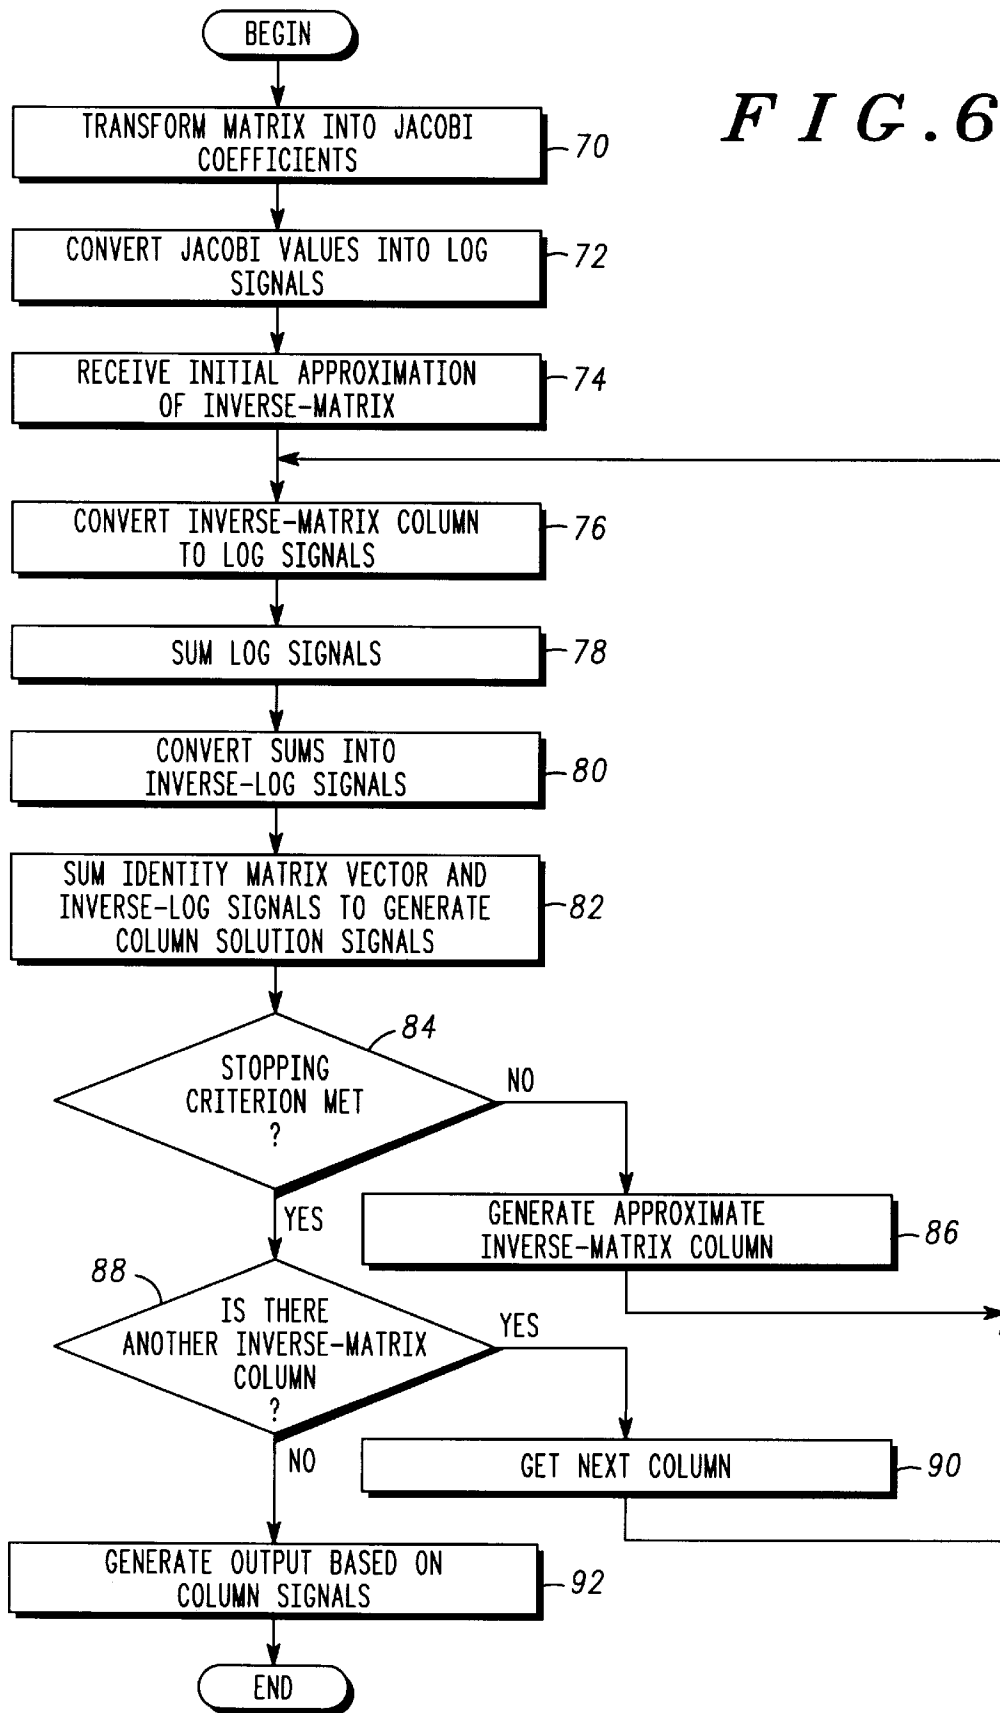 BEGIN
FIG.6
TRANSFORM MATRIX INTO JACOBI
COEFFICIENTS
70
CONVERT JACOBI VALUES INTO LOG
SIGNALS
72
RECEIVE INITIAL APPROXIMATION
OF INVERSE-MATRIX
74
CONVERT INVERSE-MATRIX COLUMN
TO LOG SIGNALS
76
SUM LOG SIGNALS
78
CONVERT SUMS INTO
INVERSE-LOG SIGNALS
80
SUM IDENTITY MATRIX VECTOR AND
INVERSE-LOG SIGNALS TO GENERATE
COLUMN SOLUTION SIGNALS
82
84
STOPPING
CRITERION MET
?
NO
YES
GENERATE APPROXIMATE
INVERSE-MATRIX COLUMN
86
88
IS THERE
ANOTHER INVERSE-MATRIX
COLUMN
?
YES
NO
GET NEXT COLUMN
90
GENERATE OUTPUT BASED ON
COLUMN SIGNALS
92
END